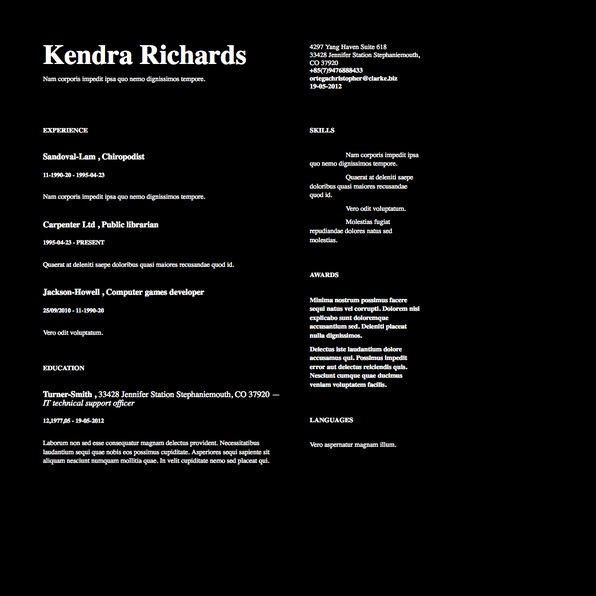 Kendra Richards
Nam corporis impedit ipsa quo nemo dignissimos tempore.
4297 Yang Haven Suite 618
33428 Jennifer Station Stephaniemouth,
CO 37920
+85(7)9476888433
ortegachristopher@clarke.biz
19-05-2012
EXPERIENCE
Sandoval-Lam , Chiropodist
11-1990-20 - 1995-04-23
Nam corporis impedit ipsa quo nemo dignissimos tempore.
Carpenter Ltd , Public librarian
1995-04-23 - PRESENT
Quaerat at deleniti saepe doloribus quasi maiores recusandae quod id.
Jackson-Howell , Computer games developer
25/09/2010 - 11-1990-20
Vero odit voluptatum.
EDUCATION
Turner-Smith , 33428 Jennifer Station Stephaniemouth, CO 37920 —
IT technical support officer
12,1977,05 - 19-05-2012
Laborum non sed esse consequatur magnam delectus provident. Necessitatibus
laudantium sequi quae nobis eos possimus cupiditate. Asperiores sequi sapiente sit
aliquam nesciunt numquam mollitia quae. In velit cupiditate nemo sed placeat qui.
SKILLS
Nam corporis impedit ipsa
quo nemo dignissimos tempore.
Quaerat at deleniti saepe
doloribus quasi maiores recusandae
quod id.
Vero odit voluptatum.
Molestias fugiat
repudiandae dolores natus sed
molestias.
AWARDS
Minima nostrum possimus facere
sequi natus vel corrupti. Dolorem nisi
explicabo sunt doloremque
accusantium sed. Deleniti placeat
nulla dignissimos.
Delectus iste laudantium dolore
accusamus qui. Possimus impedit
error aut delectus reiciendis quis.
Nesciunt cumque quae ducimus
veniam voluptatem facilis.
LANGUAGES
Vero aspernatur magnam illum.